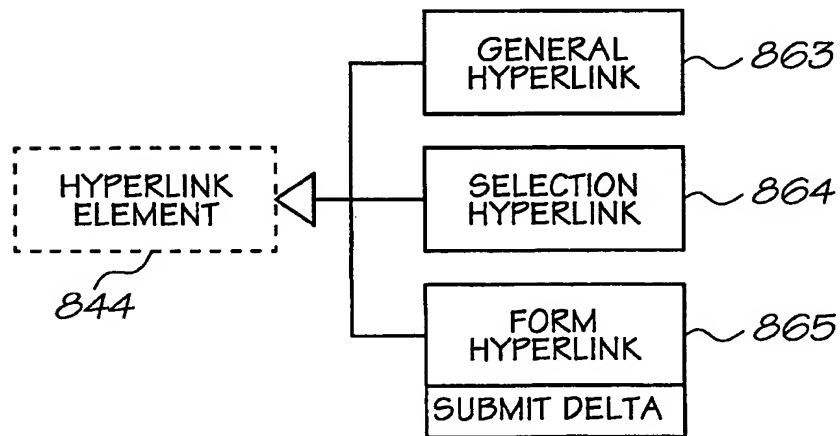 GENERAL
HYPERLINK
863
HYPERLINK
ELEMENT
844
SELECTION
HYPERLINK
864
FORM
HYPERLINK
865
SUBMIT DELTA